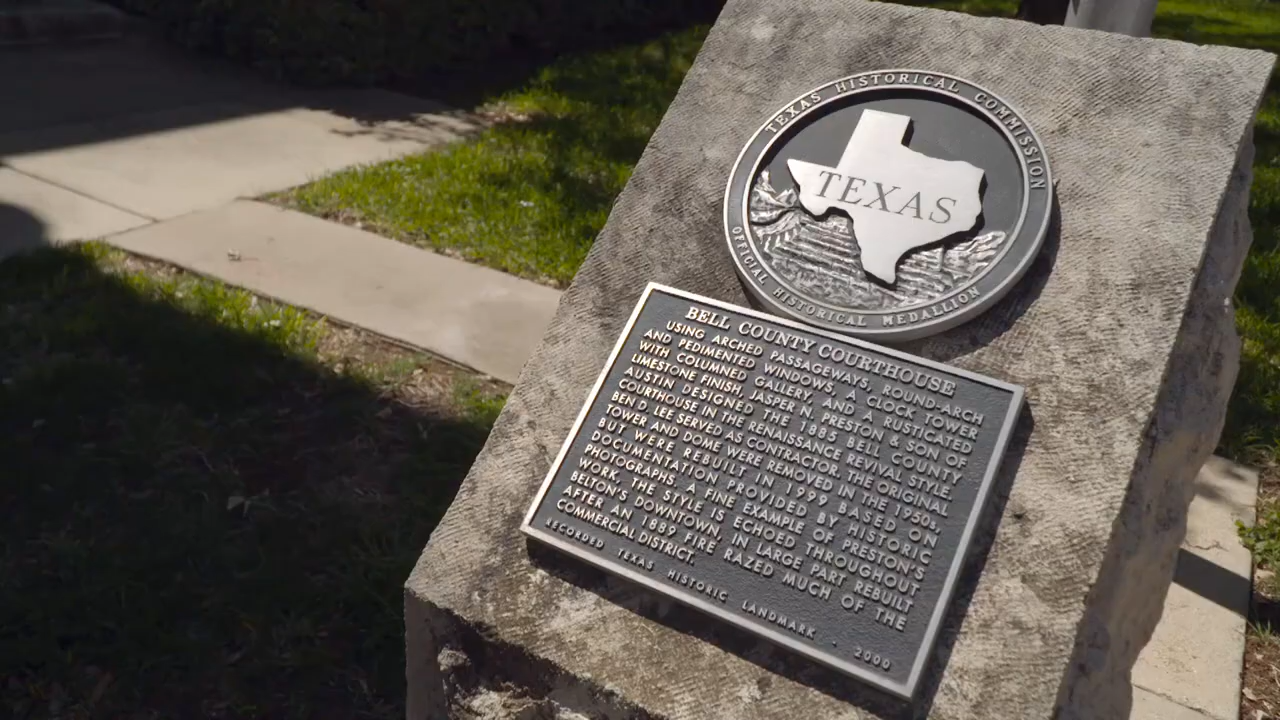 TEXAS HISTORICAL COMMISSION
TEXAS
OFFICIAL HISTORICAL MEDALLION
BELL COUNTY COURTHOUSE
USING ARCHED PASSAGEWAYS, ROUND-ARCH
AND PEDIMENTED WINDOWS, A CLOCK TOWER
WITH COLUMNED GALLERY, AND A RUSTICATED
LIMESTONE FINISH, JASPER N. PRESTON & SON OF
AUSTIN DESIGNED THE 1885 BELL COUNTY
COURTHOUSE IN THE RENAISSANCE REVIVAL STYLE.
BEN D. LEE SERVED AS CONTRACTOR. THE ORIGINAL
TOWER AND DOME WERE REMOVED IN THE 1950s,
BUT WERE REBUILT IN 1999 BASED ON
DOCUMENTATION PROVIDED BY HISTORIC
PHOTOGRAPHS. A FINE EXAMPLE OF PRESTON'S
WORK, THE STYLE IS ECHOED THROUGHOUT
BELTON'S DOWNTOWN, IN LARGE PART REBUILT
AFTER AN 1889 FIRE RAZED MUCH OF THE
COMMERCIAL DISTRICT.
RECORDED TEXAS HISTORIC LANDMARK . 2000